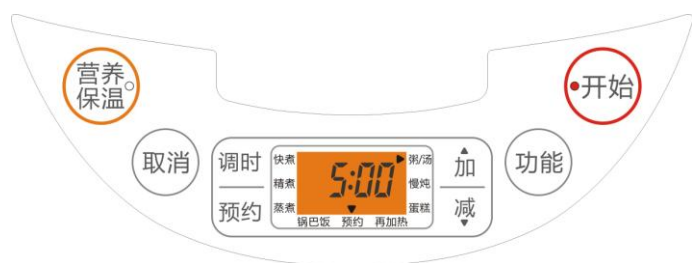 营养
保温
开始
取消
调时
预约
快煮
精煮
蒸煮
5:00
粥/汤
慢炖
蛋糕
锅巴饭 预约 再加热
加
减
功能